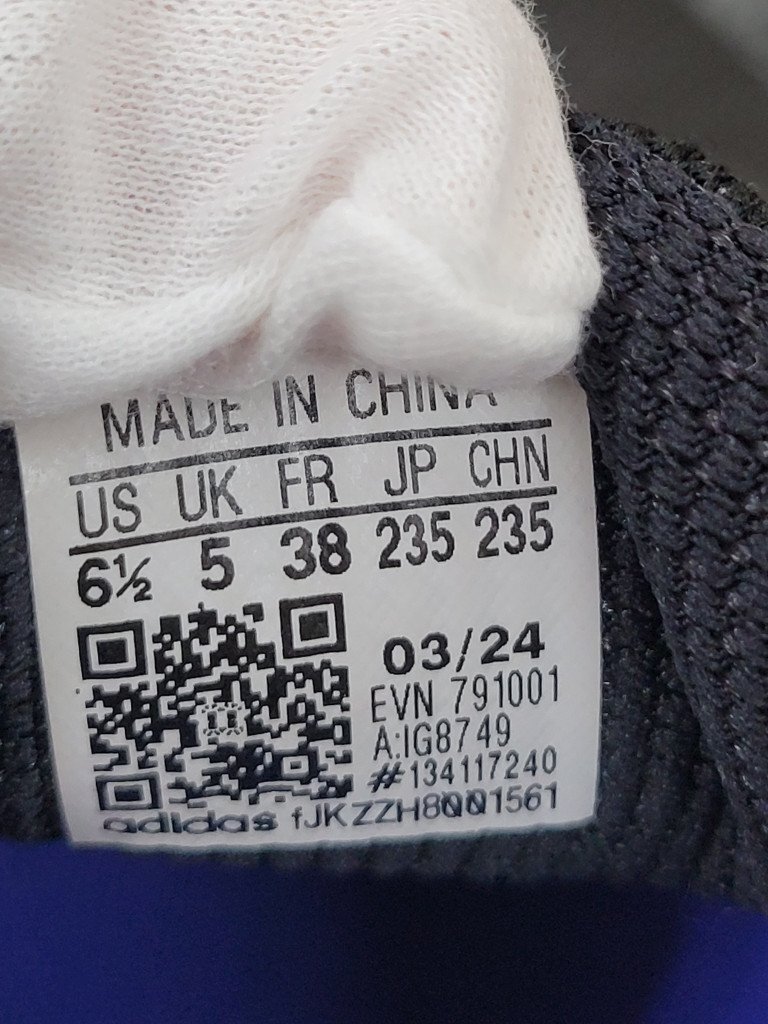 MADE IN CHINA
US UK FR JP CHN
6½ 5 38 235 235
03/24
EVN 791001
A:IG8749
#134117240
adidas fJKZZH8001561